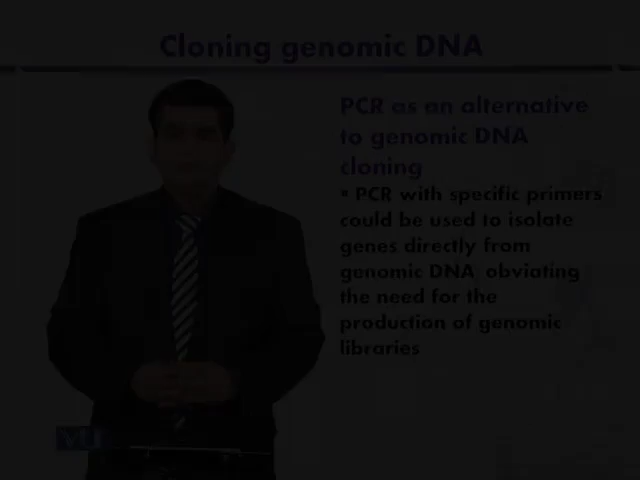 Cloning genomic DNA
PCR as an alternative
to genomic DNA
cloning
▪ PCR with specific primers
could be used to isolate
genes directly from
genomic DNA obviating
the need for the
production of genomic
libraries
VU